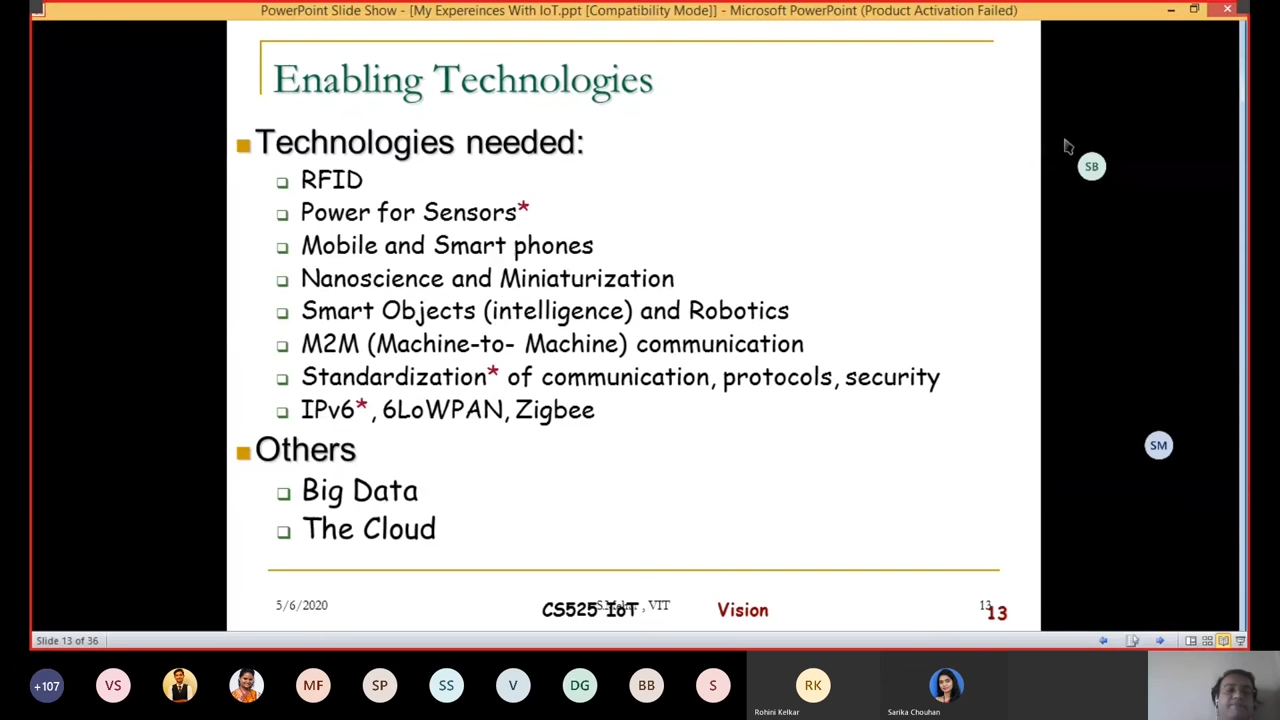 PowerPoint Slide Show - [My Expereinces With IoT.ppt [Compatibility Mode]] - Microsoft PowerPoint (Product Activation Failed)
Enabling Technologies
Technologies needed:
RFID
Power for Sensors*
Mobile and Smart phones
Nanoscience and Miniaturization
Smart Objects (intelligence) and Robotics
M2M (Machine-to- Machine) communication
Standardization* of communication, protocols, security
IPv6*, 6LoWPAN, Zigbee
Others
Big Data
The Cloud
SB
SM
5/6/2020
CS525 IoT
, VIT
Vision
13
13
Slide 13 of 36
+107
VS
MF
SP
SS
V
DG
BB
S
RK
Rohini Kelkar
Sarika Chouhan